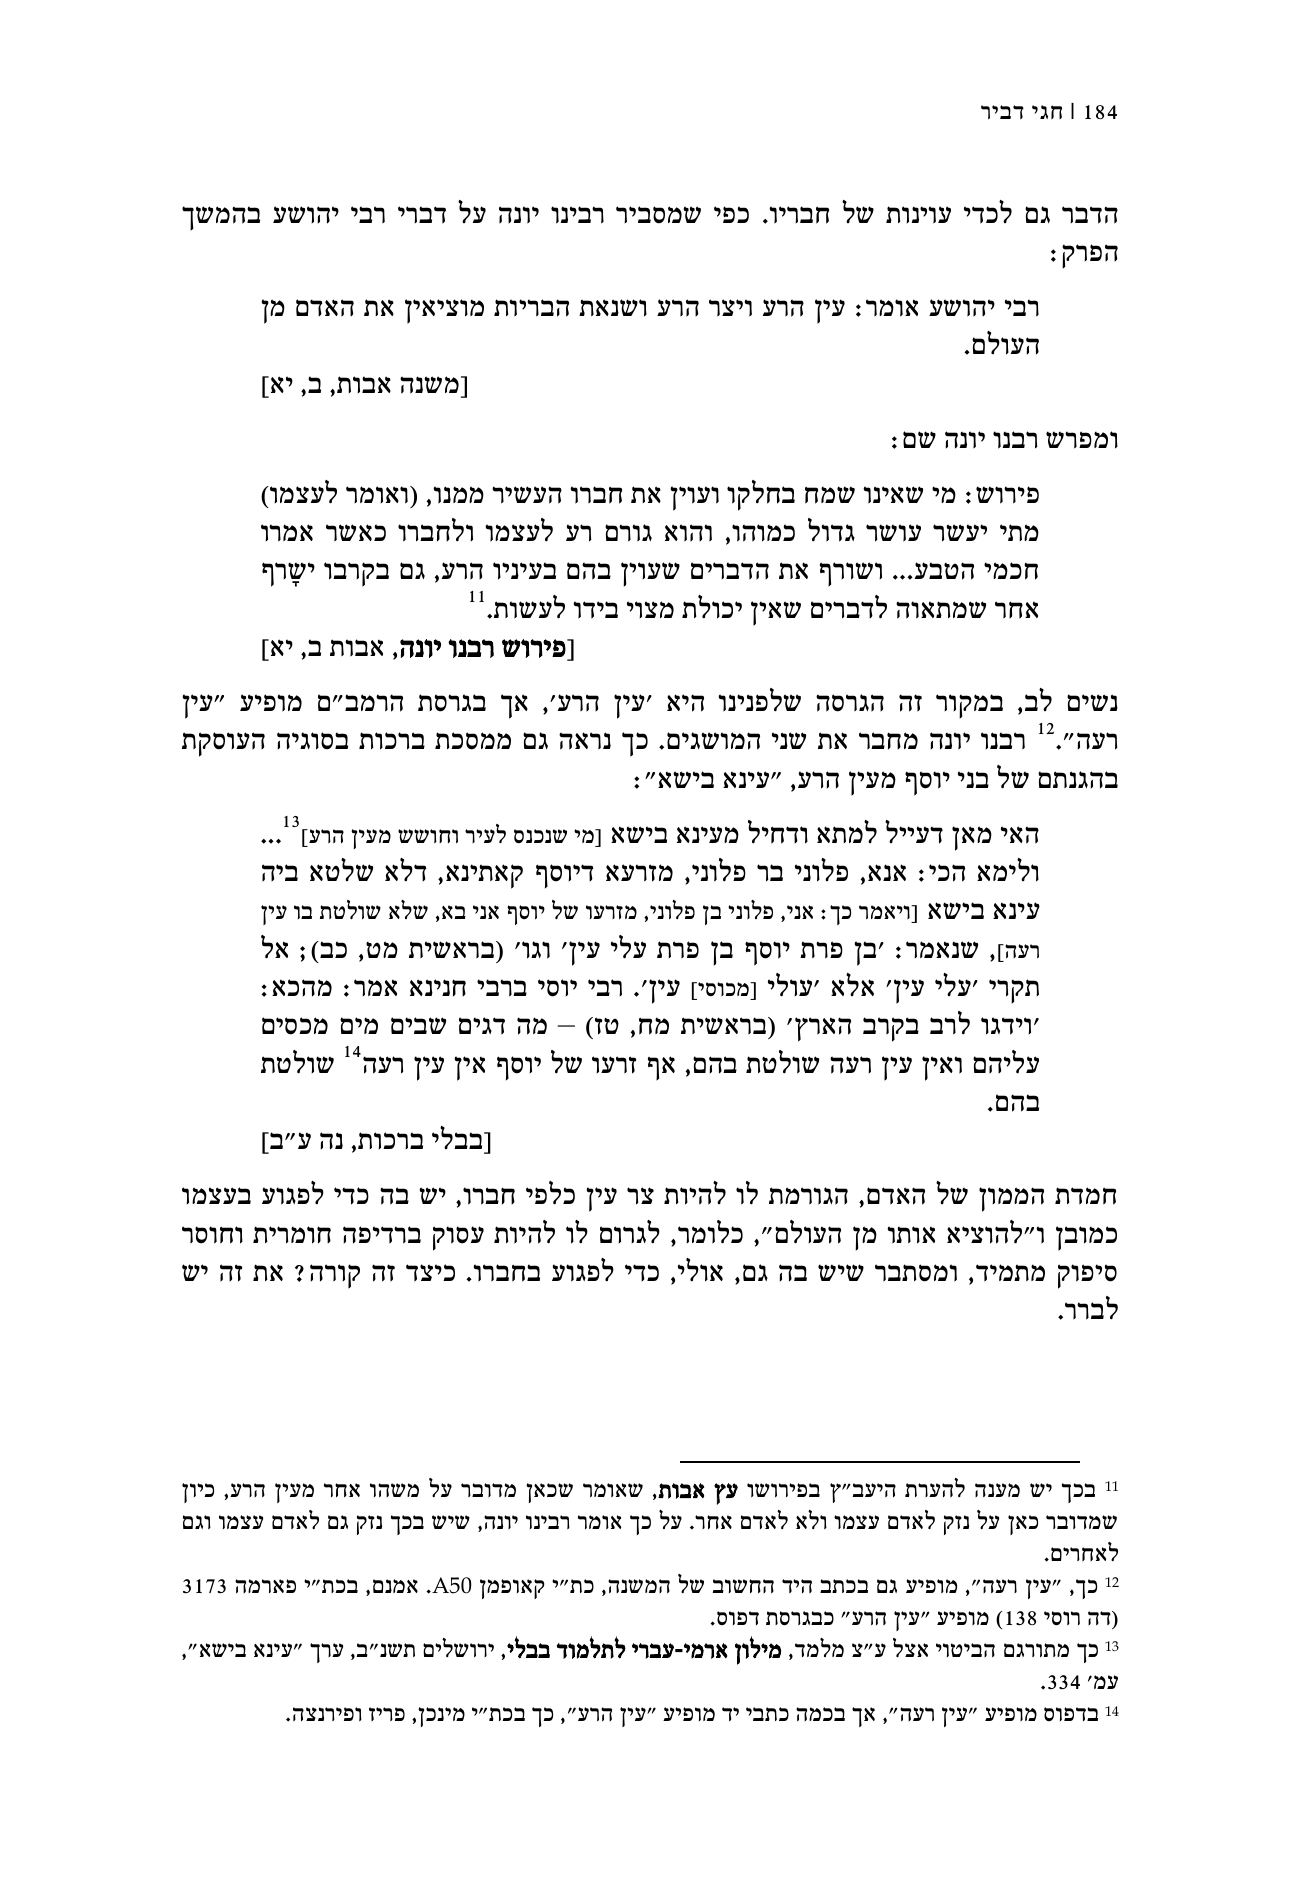 184 | חגי דביר
הדבר גם לכדי עוינות של חבריו. כפי שמסביר רבינו יונה על דברי רבי יהושע בהמשך
הפרק:
רבי יהושע אומר: עין הרע ויצר הרע ושנאת הבריות מוציאין את האדם מן
העולם.
[משנה אבות, ב, יא]
ומפרש רבנו יונה שם:
פירוש: מי שאינו שמח בחלקו ועוין את חברו העשיר ממנו, (ואומר לעצמו)
מתי יעשר עושר גדול כמוהו, והוא גורם רע לעצמו ולחברו כאשר אמרו
חכמי הטבע... ושורף את הדברים שעוין בהם בעיניו הרע, גם בקרבו ישָרף
אחר שמתאוה לדברים שאין יכולת מצוי בידו לעשות.11
[פירוש רבנו יונה, אבות ב, יא]
נשים לב, במקור זה הגרסה שלפנינו היא ׳עין הרע׳, אך בגרסת הרמב״ם מופיע ״עין
רעה״.12 רבנו יונה מחבר את שני המושגים. כך נראה גם ממסכת ברכות בסוגיה העוסקת
בהגנתם של בני יוסף מעין הרע, ״עינא בישא״:
האי מאן דעייל למתא ודחיל מעינא בישא [מי שנכנס לעיר וחושש מעין הרע]13...
ולימא הכי: אנא, פלוני בר פלוני, מזרעא דיוסף קאתינא, דלא שלטא ביה
עינא בישא [ויאמר כך: אני, פלוני בן פלוני, מזרעו של יוסף אני בא, שלא שולטת בו עין
רעה], שנאמר: ׳בן פרת יוסף בן פרת עלי עין׳ וגו׳ (בראשית מט, כב); אל
תקרי ׳עלי עין׳ אלא ׳עולי [מכוסי] עין׳. רבי יוסי ברבי חנינא אמר: מהכא:
׳וידגו לרב בקרב הארץ׳ (בראשית מח, טז) – מה דגים שבים מים מכסים
עליהם ואין עין רעה שולטת בהם, אף זרעו של יוסף אין עין רעה14 שולטת
בהם.
[בבלי ברכות, נה ע״ב]
חמדת הממון של האדם, הגורמת לו להיות צר עין כלפי חברו, יש בה כדי לפגוע בעצמו
כמובן ו״להוציא אותו מן העולם״, כלומר, לגרום לו להיות עסוק ברדיפה חומרית וחוסר
סיפוק מתמיד, ומסתבר שיש בה גם, אולי, כדי לפגוע בחברו. כיצד זה קורה? את זה יש
לברר.
11 בכך יש מענה להערת היעב״ץ בפירושו עץ אבות, שאומר שכאן מדובר על משהו אחר מעין הרע, כיון
שמדובר כאן על נזק לאדם עצמו ולא לאדם אחר. על כך אומר רבינו יונה, שיש בכך נזק גם לאדם עצמו וגם
לאחרים.
12 כך, ״עין רעה״, מופיע גם בכתב היד החשוב של המשנה, כת״י קאופמן A50. אמנם, בכת״י פארמה 3173
(דה רוסי 138) מופיע ״עין הרע״ כבגרסת דפוס.
13 כך מתורגם הביטוי אצל ע״צ מלמד, מילון ארמי-עברי לתלמוד בבלי, ירושלים תשנ״ב, ערך ״עינא בישא״,
עמ׳ 334.
14 בדפוס מופיע ״עין רעה״, אך בכמה כתבי יד מופיע ״עין הרע״, כך בכת״י מינכן, פריז ופירנצה.